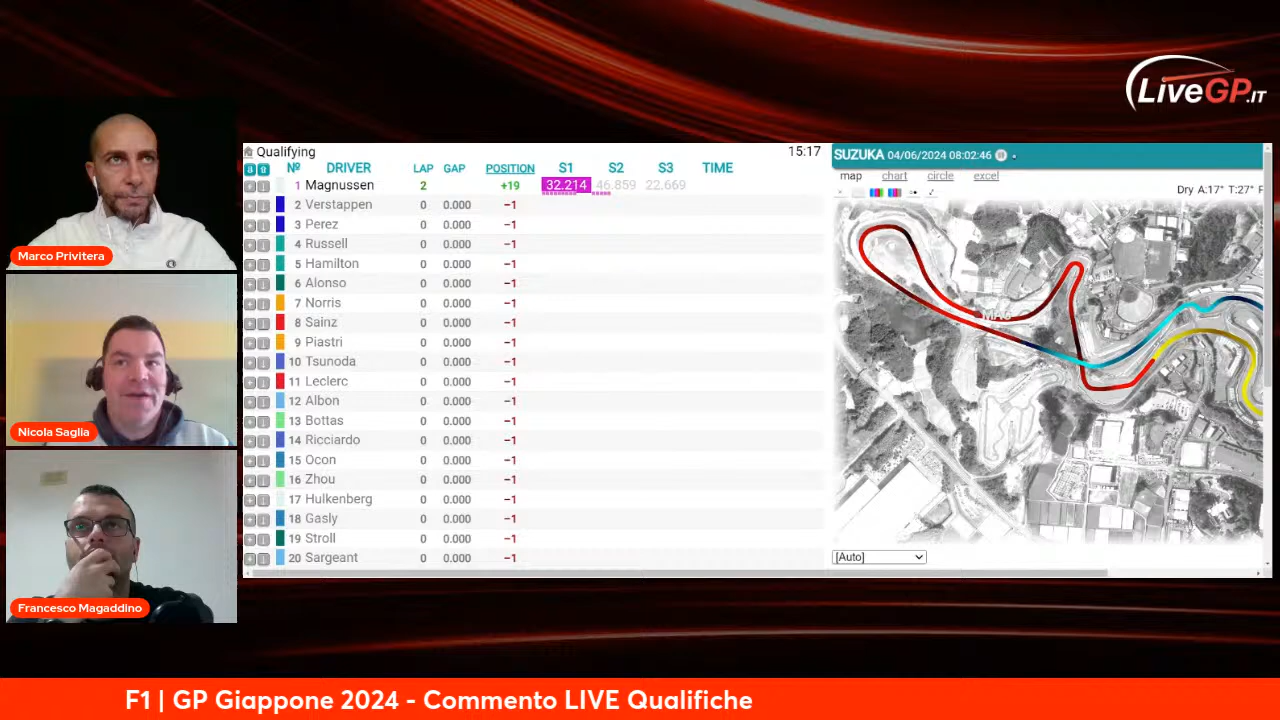 LiveGP.IT
Marco Privitera
Nicola Saglia
Francesco Magaddino
Qualifying 15:17
Nº DRIVER LAP GAP POSITION S1 S2 S3 TIME
1 Magnussen 2 +19 32.214 46.859 22.669
2 Verstappen 0 0.000 −1
3 Perez 0 0.000 −1
4 Russell 0 0.000 −1
5 Hamilton 0 0.000 −1
6 Alonso 0 0.000 −1
7 Norris 0 0.000 −1
8 Sainz 0 0.000 −1
9 Piastri 0 0.000 −1
10 Tsunoda 0 0.000 −1
11 Leclerc 0 0.000 −1
12 Albon 0 0.000 −1
13 Bottas 0 0.000 −1
14 Ricciardo 0 0.000 −1
15 Ocon 0 0.000 −1
16 Zhou 0 0.000 −1
17 Hulkenberg 0 0.000 −1
18 Gasly 0 0.000 −1
19 Stroll 0 0.000 −1
20 Sargeant 0 0.000 −1
SUZUKA 04/06/2024 08:02:46
map chart circle excel
Dry A:17° T:27° F
MAG
[Auto]
F1 | GP Giappone 2024 - Commento LIVE Qualifiche